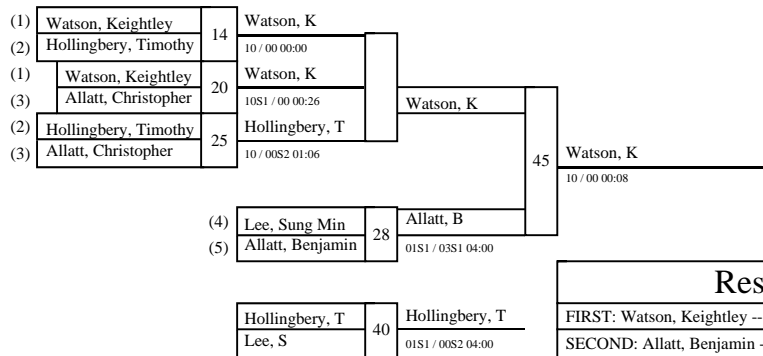 (1) Watson, Keightley 14 Watson, K
(2) Hollingbery, Timothy 10 / 00 00:00
(1) Watson, Keightley 20 Watson, K
(3) Allatt, Christopher 10S1 / 00 00:26
Watson, K
(2) Hollingbery, Timothy 25 Hollingbery, T
(3) Allatt, Christopher 10 / 00S2 01:06
45 Watson, K
10 / 00 00:08
(4) Lee, Sung Min 28 Allatt, B
(5) Allatt, Benjamin 01S1 / 03S1 04:00
Hollingbery, T 40 Hollingbery, T
Lee, S 01S1 / 00S2 04:00
Res
FIRST: Watson, Keightley --
SECOND: Allatt, Benjamin -